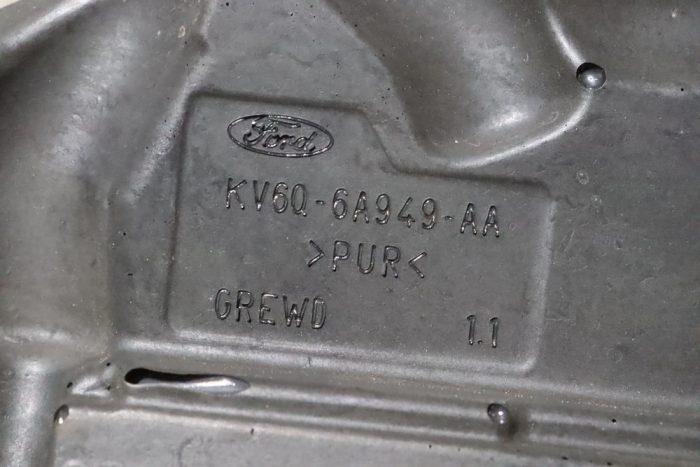 Ford
KV6Q-6A949-AA
>PUR<
GREWD 1.1